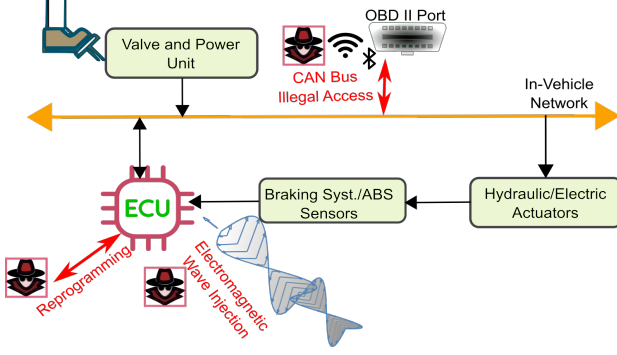 OBD II Port
Valve and Power
Unit
CAN Bus
Illegal Access
In-Vehicle
Network
ECU
Braking Syst./ABS
Sensors
Hydraulic/Electric
Actuators
Reprogramming
Electromagnetic
Wave Injection